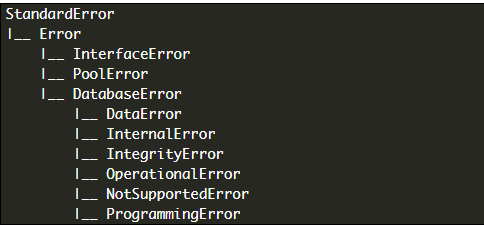 StandardError
|__ Error
    |__ InterfaceError
    |__ PoolError
    |__ DatabaseError
        |__ DataError
        |__ InternalError
        |__ IntegrityError
        |__ OperationalError
        |__ NotSupportedError
        |__ ProgrammingError